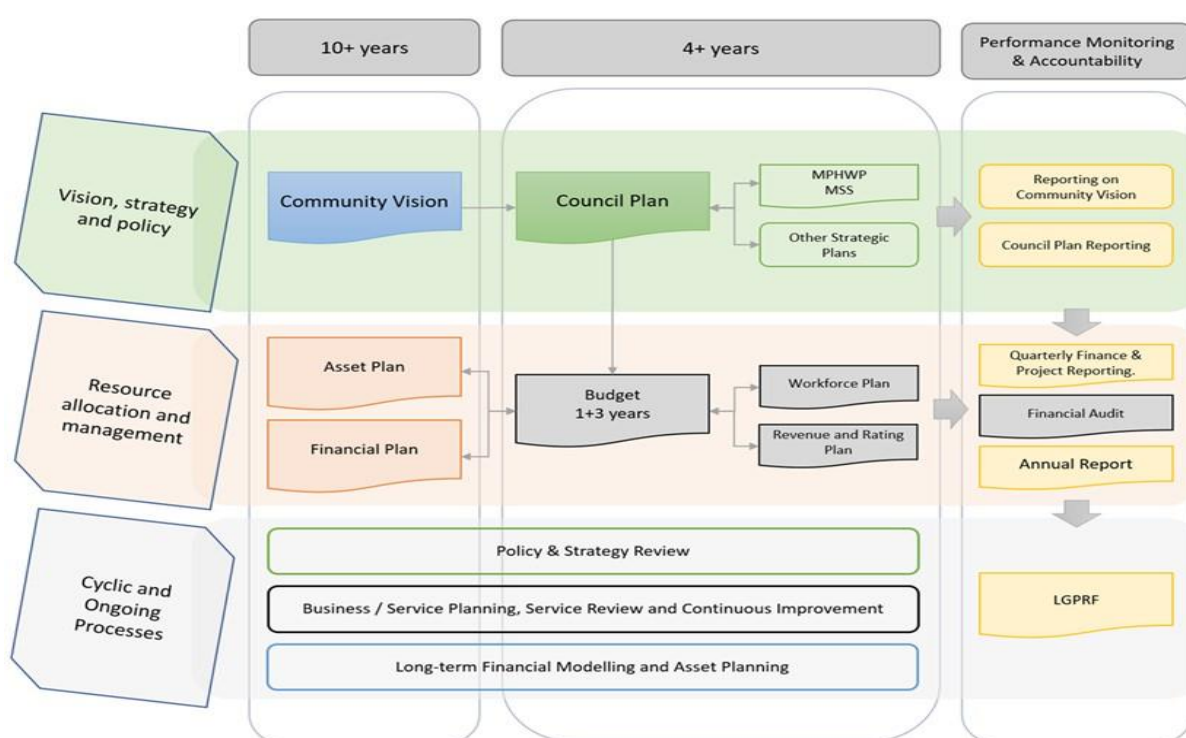 10+ years
4+ years
Performance Monitoring
& Accountability
Vision, strategy
and policy
Community Vision
Council Plan
MPHWP
MSS
Other Strategic
Plans
Reporting on
Community Vision
Council Plan Reporting
Resource
allocation and
management
Asset Plan
Financial Plan
Budget
1+3 years
Workforce Plan
Revenue and Rating
Plan
Quarterly Finance &
Project Reporting.
Financial Audit
Annual Report
Cyclic and
Ongoing
Processes
Policy & Strategy Review
Business / Service Planning, Service Review and Continuous Improvement
Long-term Financial Modelling and Asset Planning
LGPRF